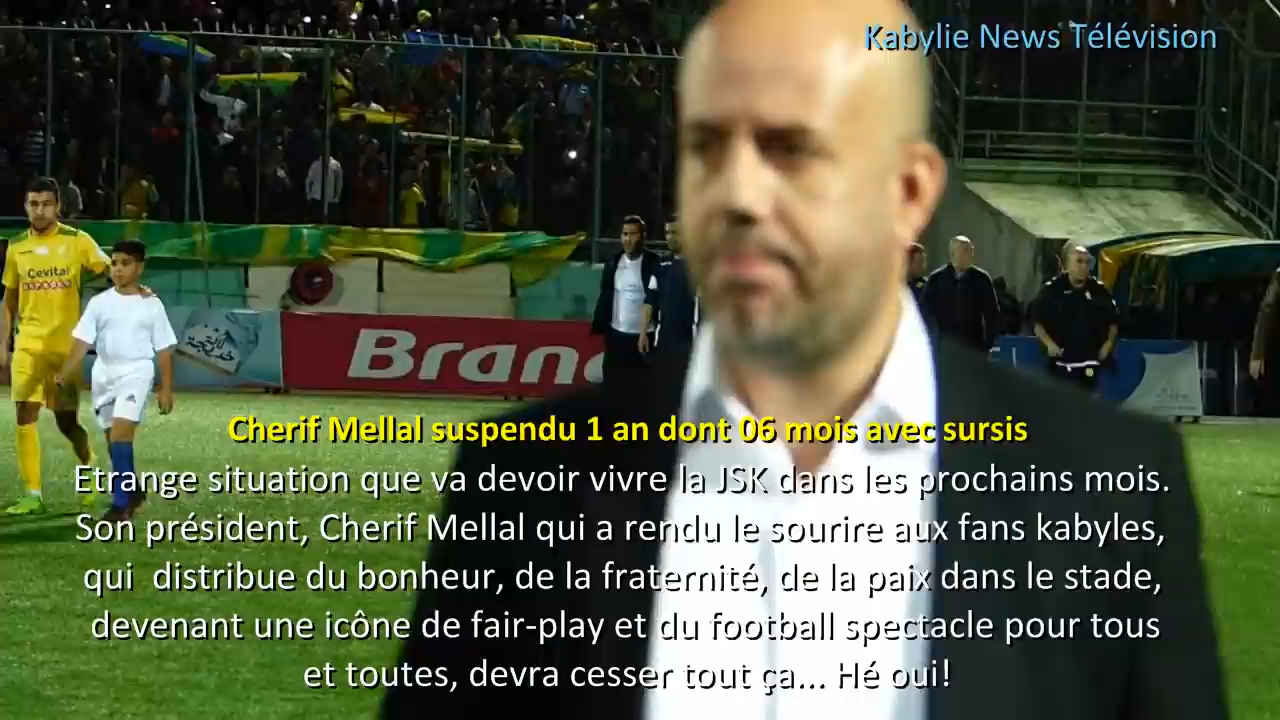 Kabylie News Télévision
Cevital
Brand
Cherif Mellal suspendu 1 an dont 06 mois avec sursis
Etrange situation que va devoir vivre la JSK dans les prochains mois.
Son président, Cherif Mellal qui a rendu le sourire aux fans kabyles,
qui  distribue du bonheur, de la fraternité, de la paix dans le stade,
devenant une icône de fair-play et du football spectacle pour tous
et toutes, devra cesser tout ça... Hé oui!